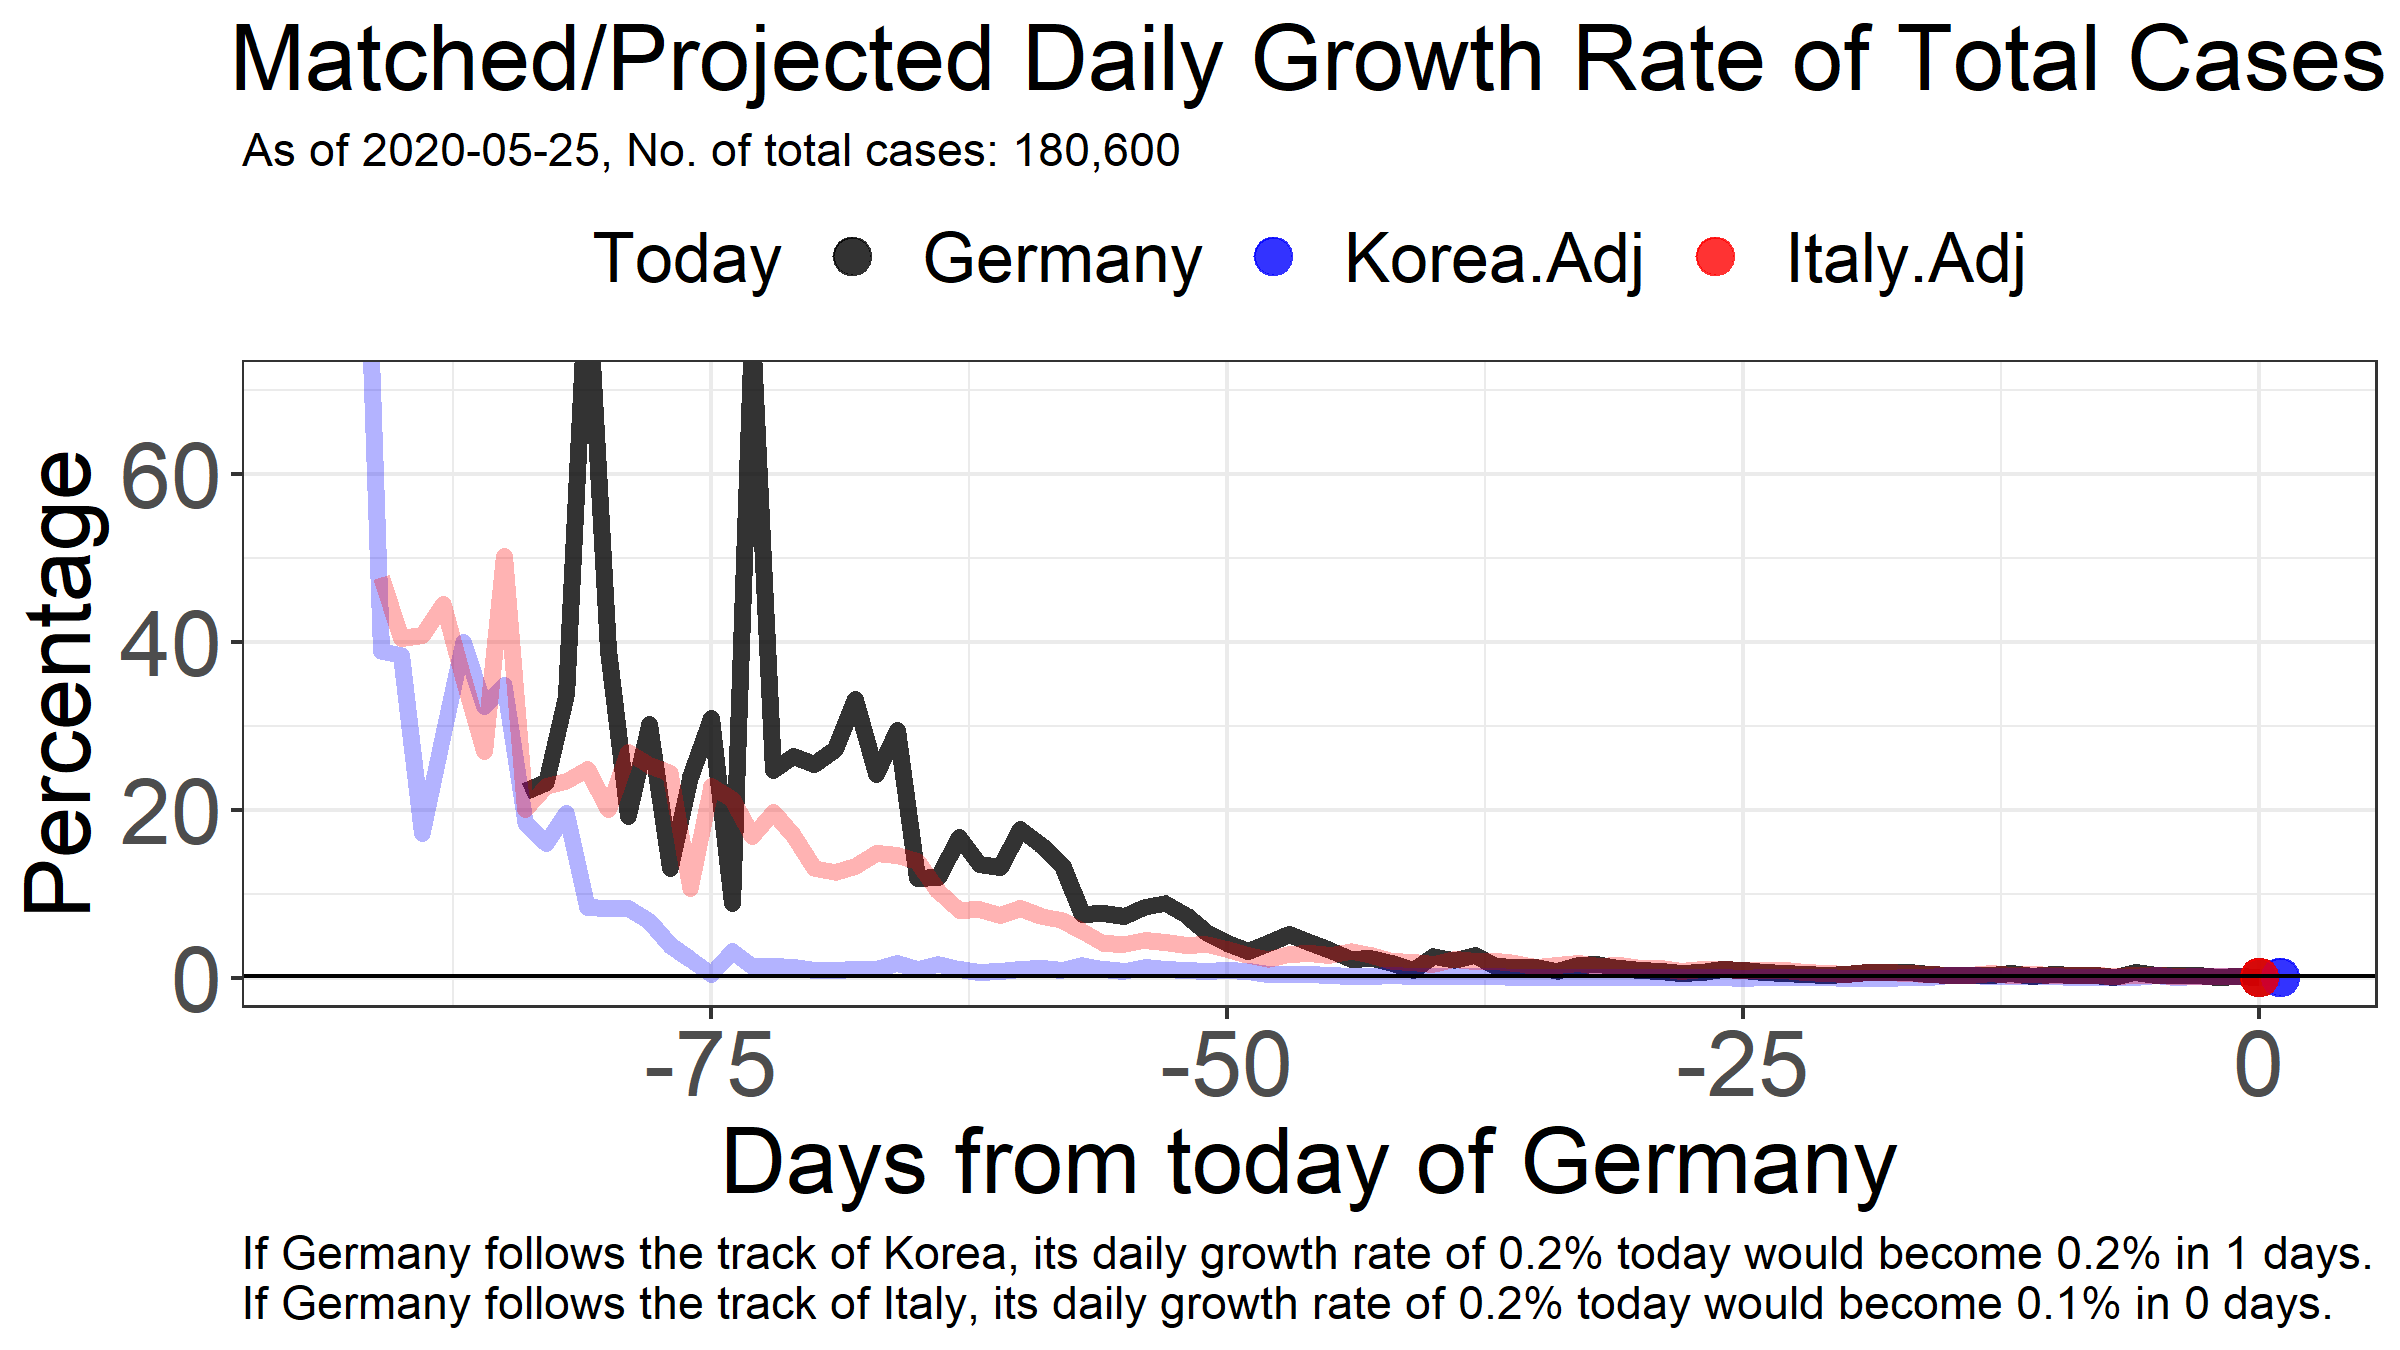 Matched/Projected Daily Growth Rate of Total Cases
As of 2020-05-25, No. of total cases: 180,600
Today Germany Korea.Adj Italy.Adj
Percentage
60
40
20
0
-75 -50 -25 0
Days from today of Germany
If Germany follows the track of Korea, its daily growth rate of 0.2% today would become 0.2% in 1 days.
If Germany follows the track of Italy, its daily growth rate of 0.2% today would become 0.1% in 0 days.